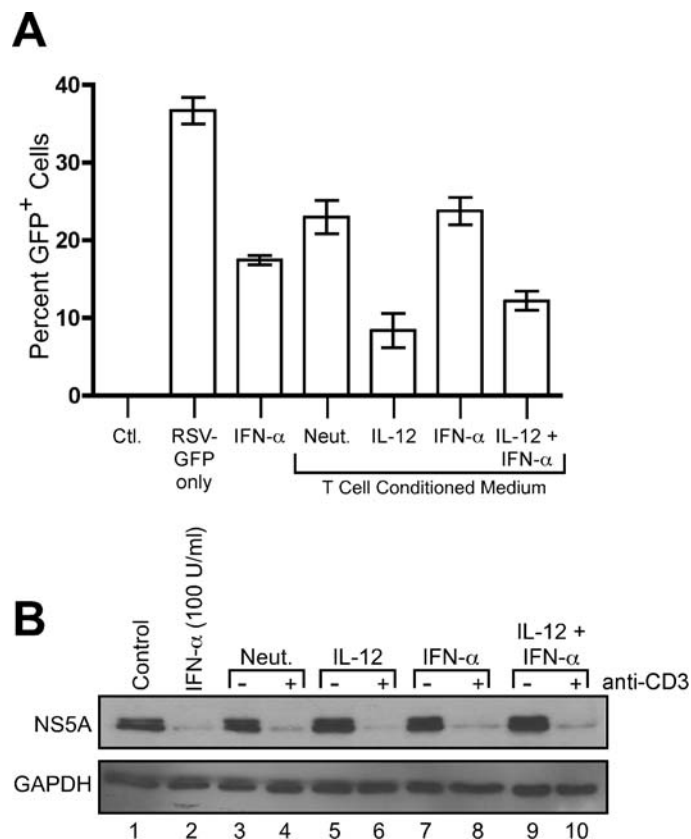 A
Percent GFP+ Cells
40
30
20
10
0
Ctl.
RSV-
GFP
only
IFN-α
Neut.
IL-12
IFN-α
IL-12 +
IFN-α
T Cell Conditioned Medium
B
Control
IFN-α (100 U/ml)
Neut.
IL-12
IFN-α
IL-12 +
IFN-α
- + - + - + - + anti-CD3
NS5A
GAPDH
1 2 3 4 5 6 7 8 9 10